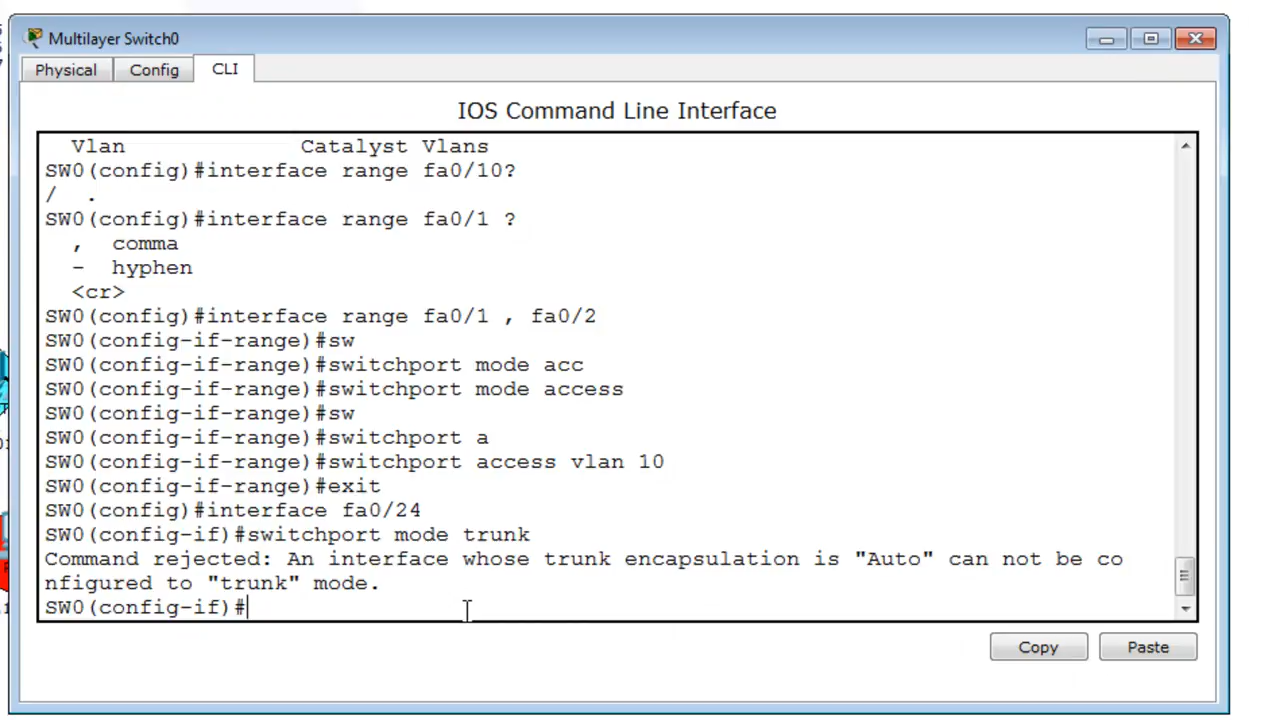 Multilayer Switch0
Physical Config CLI
IOS Command Line Interface
Vlan Catalyst Vlans
SW0(config)#interface range fa0/10?
/ .
SW0(config)#interface range fa0/1 ?
, comma
- hyphen
<cr>
SW0(config)#interface range fa0/1 , fa0/2
SW0(config-if-range)#sw
SW0(config-if-range)#switchport mode acc
SW0(config-if-range)#switchport mode access
SW0(config-if-range)#sw
SW0(config-if-range)#switchport a
SW0(config-if-range)#switchport access vlan 10
SW0(config-if-range)#exit
SW0(config)#interface fa0/24
SW0(config-if)#switchport mode trunk
Command rejected: An interface whose trunk encapsulation is "Auto" can not be co
nfigured to "trunk" mode.
SW0(config-if)#
Copy Paste